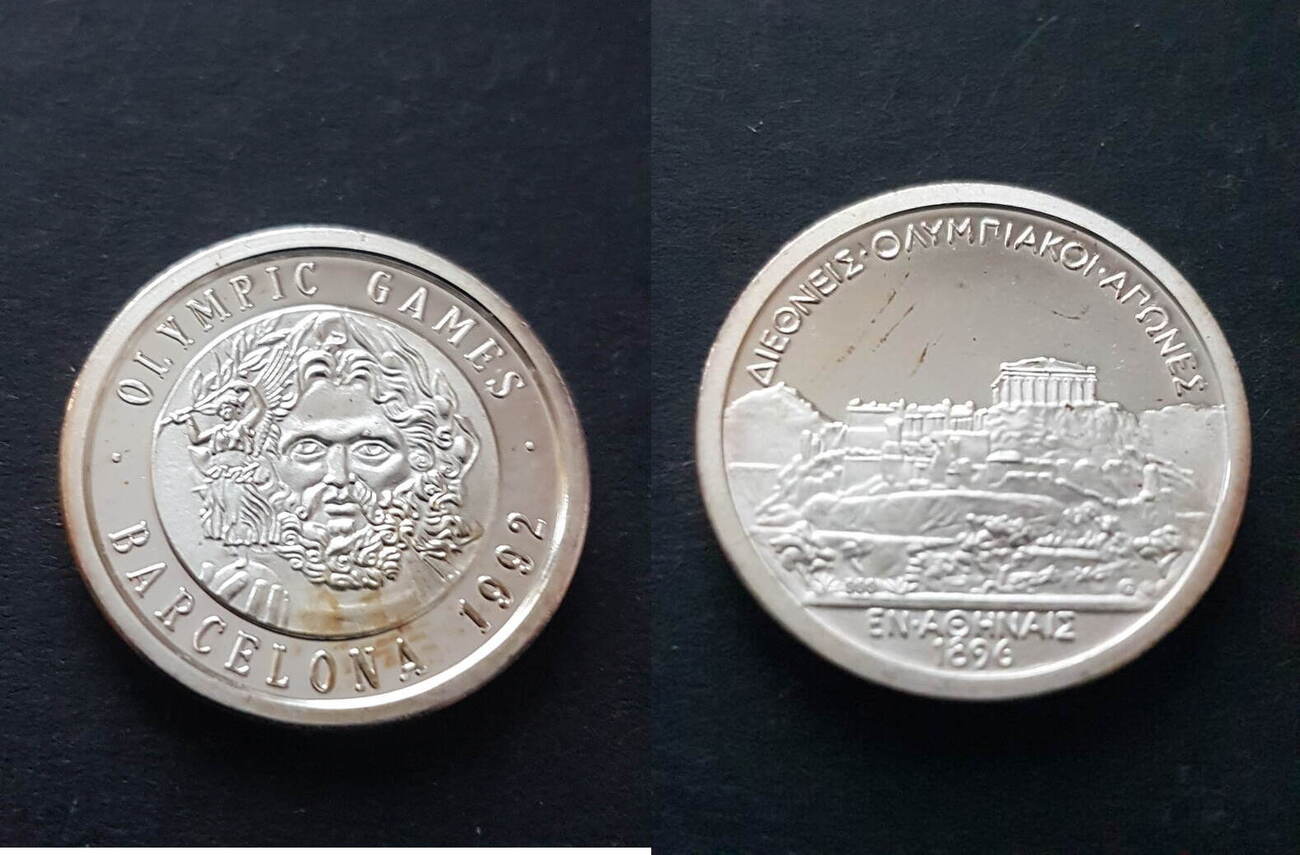 · OLYMPIC GAMES ·
BARCELONA 1992
ΔΙΕΘΝΕΙΣ·ΟΛΥΜΠΙΑΚΟΙ·ΑΓΩΝΕΣ
ΕΝ·ΑΘΗΝΑΙΣ
1896